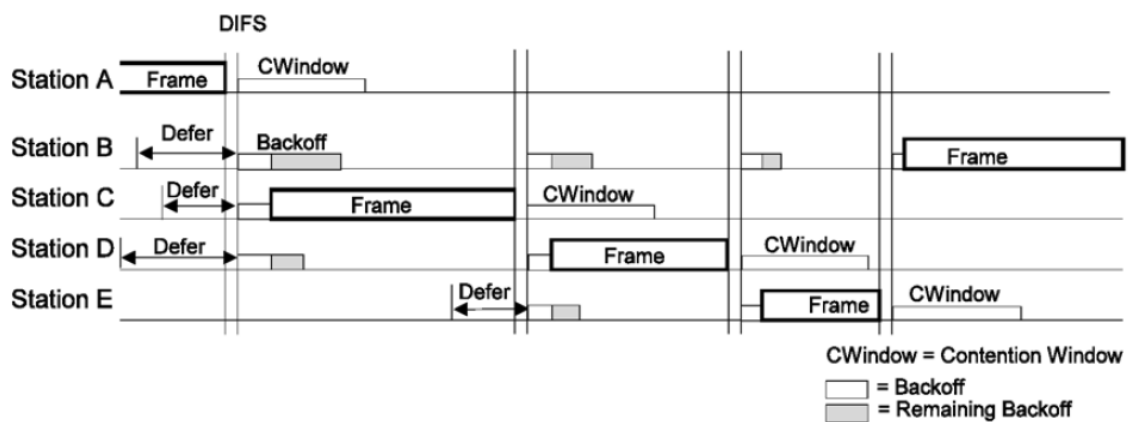 DIFS
Station A Frame CWindow
Station B Defer Backoff Frame
Station C Defer Frame CWindow
Station D Defer Frame CWindow
Station E Defer Frame CWindow
CWindow = Contention Window
= Backoff
= Remaining Backoff